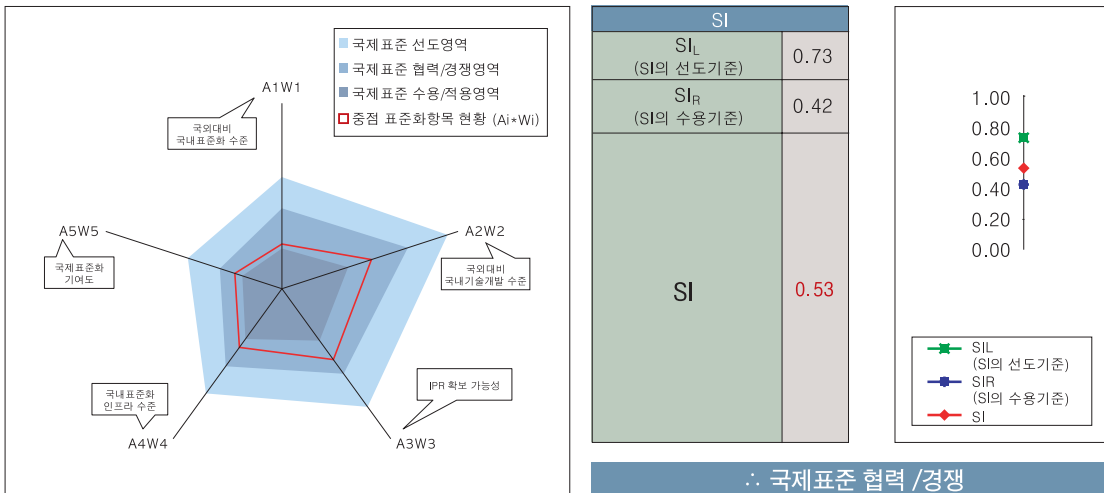 국제표준 선도영역
국제표준 협력/경쟁영역
국제표준 수용/적용영역
중점 표준화항목 현황 (Ai*Wi)
A1W1
국외대비
국내표준화 수준
A2W2
국외대비
국내기술개발 수준
A3W3
IPR 확보 가능성
A4W4
국내표준화
인프라 수준
A5W5
국제표준화
기여도
SI
SIL
(SI의 선도기준)
0.73
SIR
(SI의 수용기준)
0.42
SI
0.53
1.00
0.80
0.60
0.40
0.20
0.00
SIL
(SI의 선도기준)
SIR
(SI의 수용기준)
SI
∴ 국제표준 협력 /경쟁